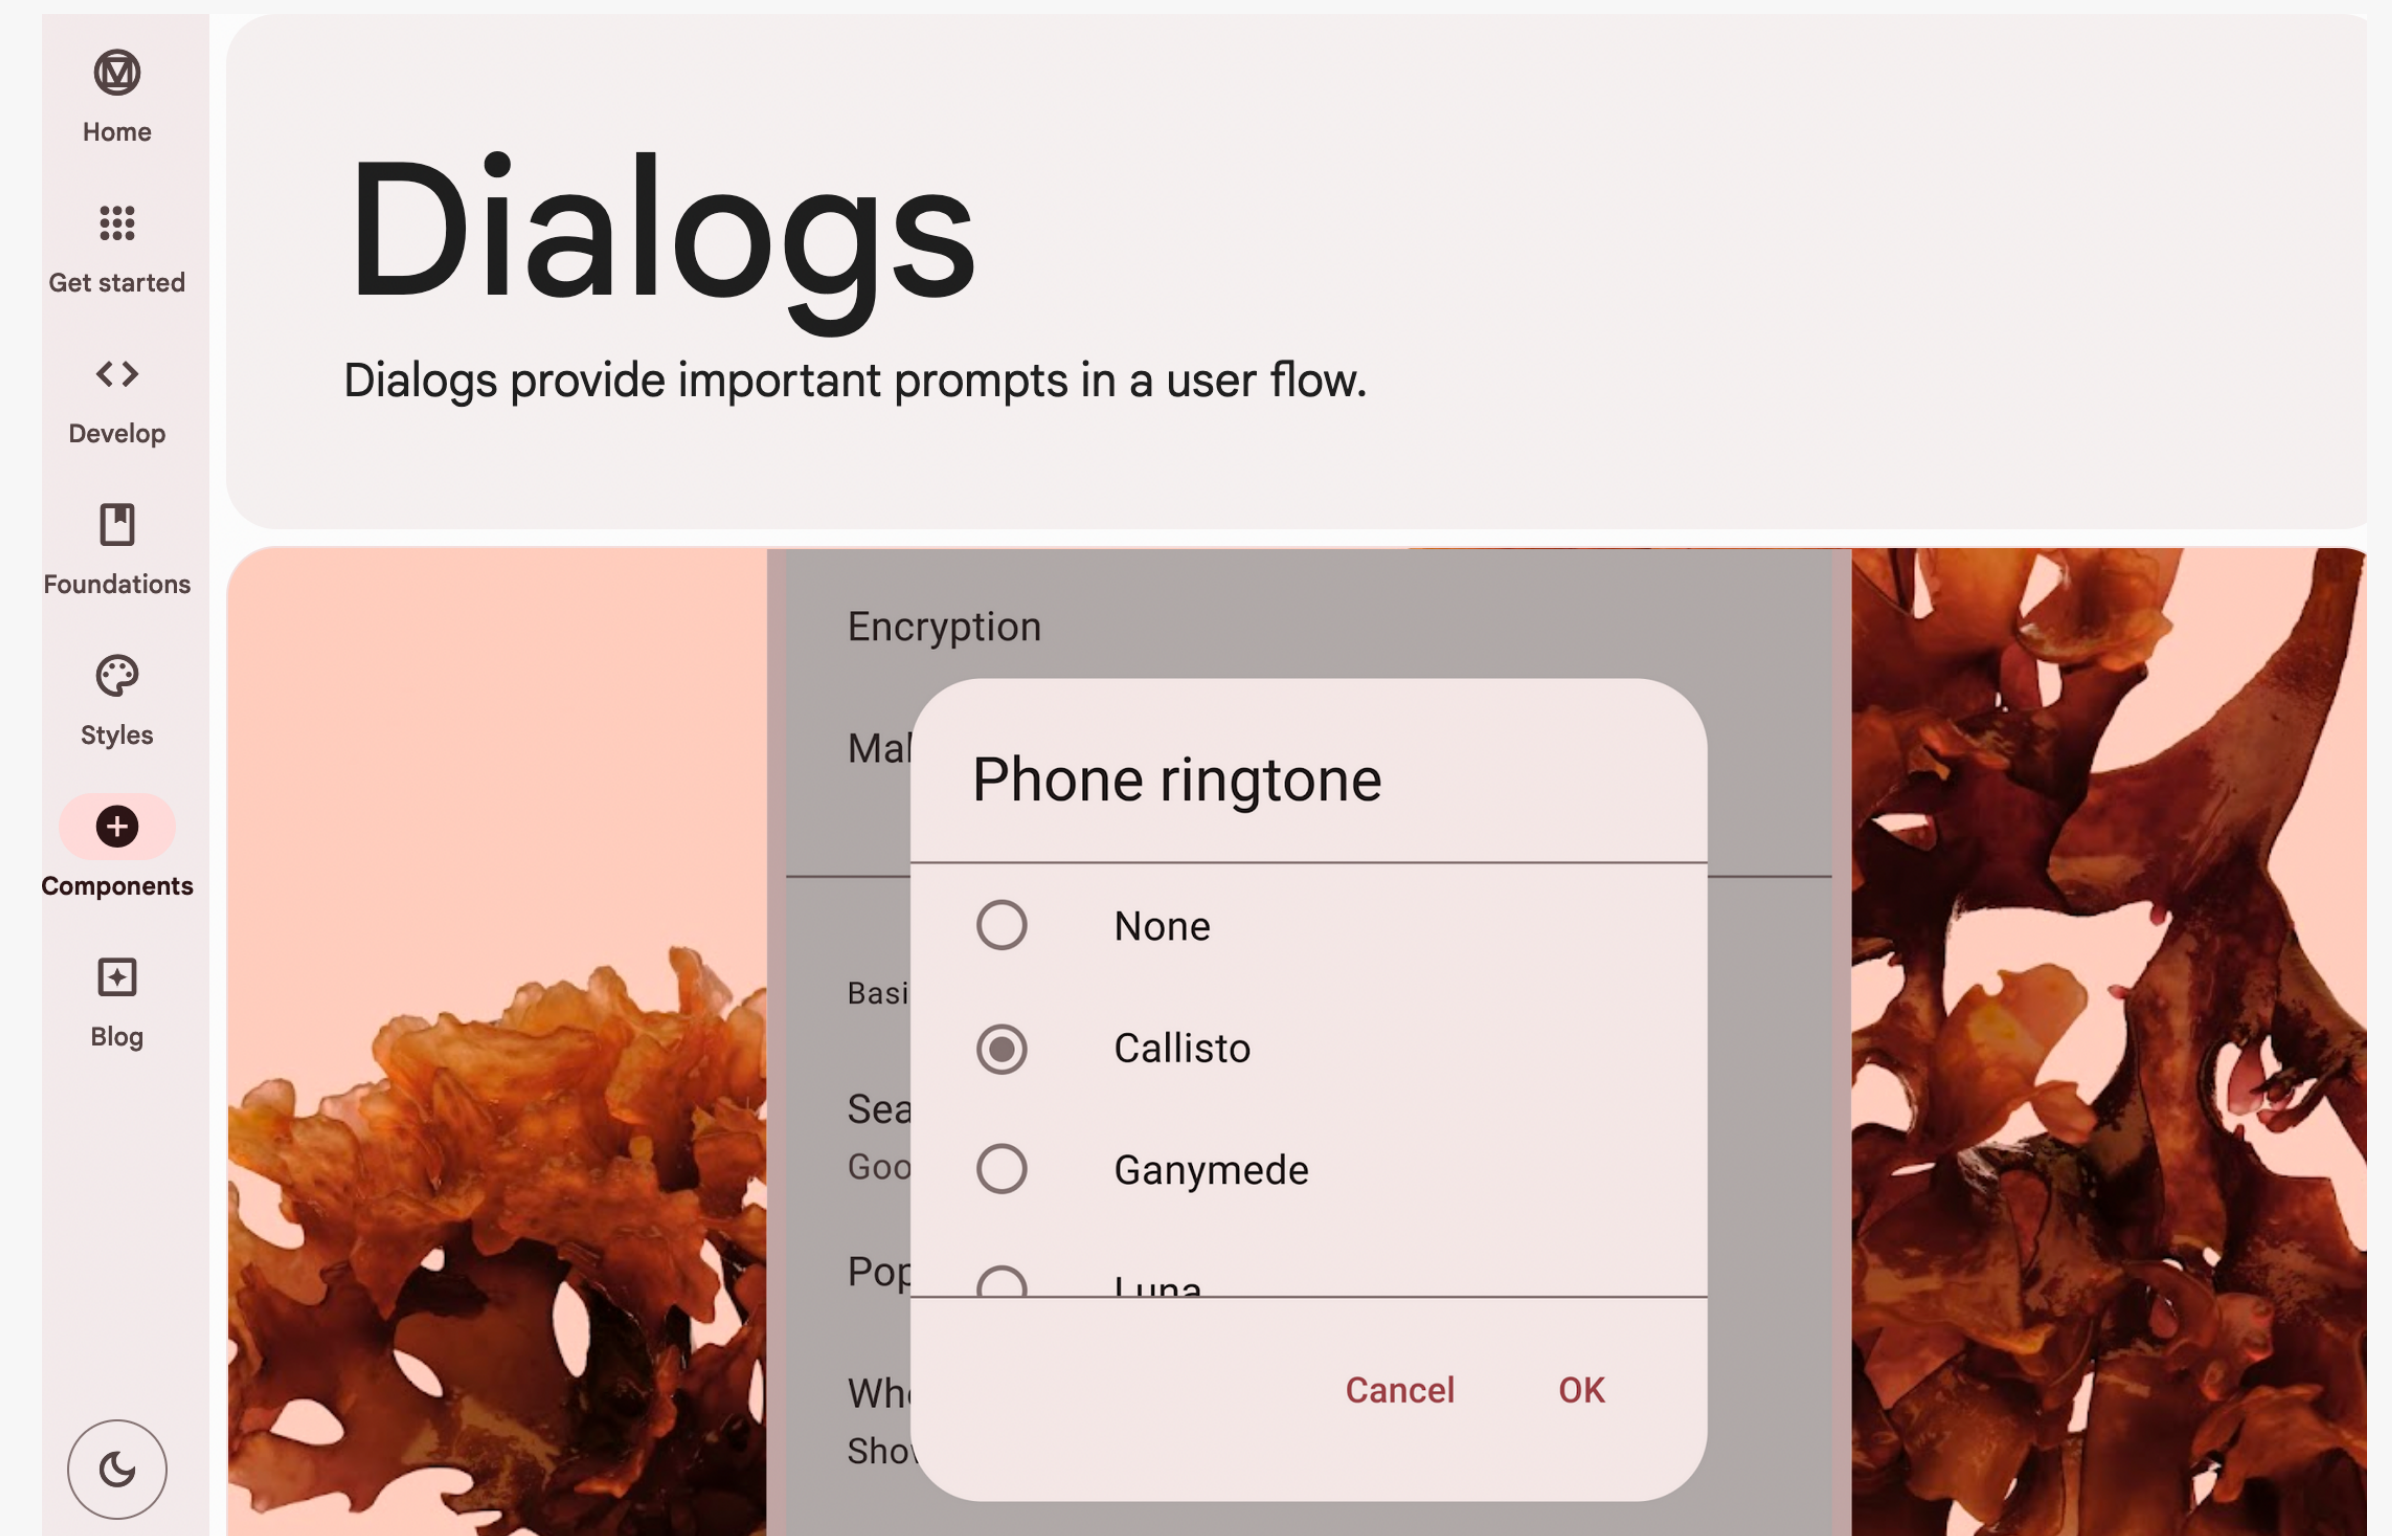 Home
Get started
Develop
Foundations
Styles
Components
Blog
Dialogs
Dialogs provide important prompts in a user flow.
Encryption
Phone ringtone
None
Callisto
Ganymede
Luna
Cancel
OK